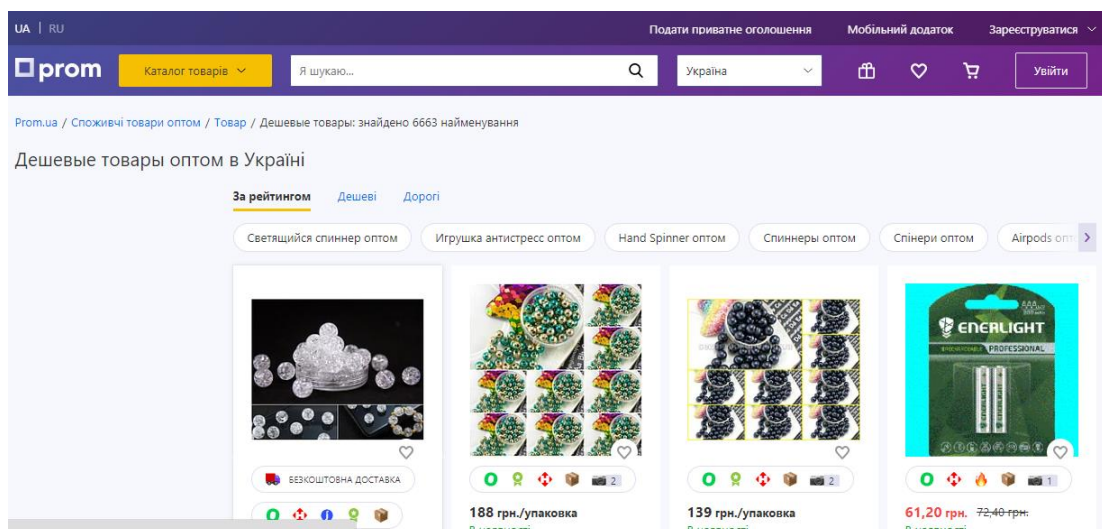 UA | RU
Подати приватне оголошення
Мобільний додаток
Зареєструватися
prom
Каталог товарів
Я шукаю...
Україна
Увійти
Prom.ua / Споживчі товари оптом / Товар / Дешевые товары: знайдено 6663 найменування
Дешевые товары оптом в Україні
За рейтингом Дешеві Дорогі
Светящийся спиннер оптом
Игрушка антистресс оптом
Hand Spinner оптом
Спиннеры оптом
Спінери оптом
Airpods
ENERLIGHT
PROFESSIONAL
БЕЗКОШТОВНА ДОСТАВКА
2
2
1
188 грн./упаковка
139 грн./упаковка
61,20 грн. 72,40 грн.